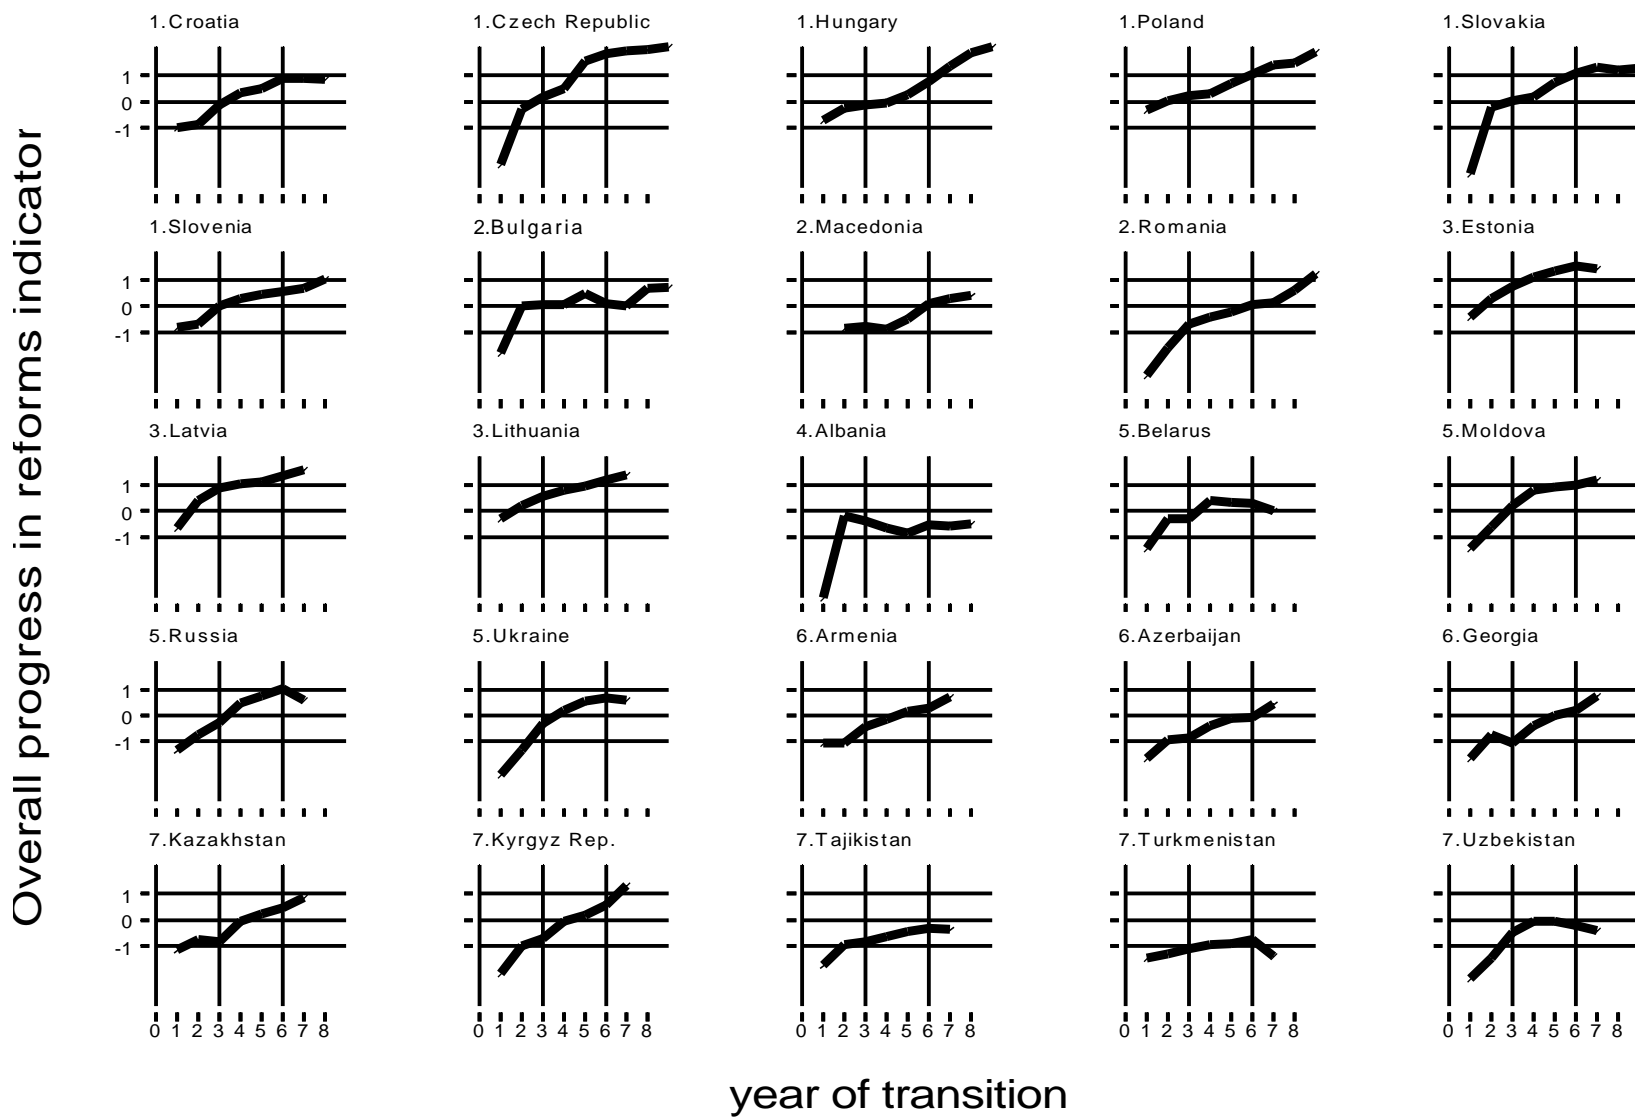 Overall progress in reforms indicator
1.Croatia 1.Czech Republic 1.Hungary 1.Poland 1.Slovakia
1
0
-1
1.Slovenia 2.Bulgaria 2.Macedonia 2.Romania 3.Estonia
1
0
-1
3.Latvia 3.Lithuania 4.Albania 5.Belarus 5.Moldova
1
0
-1
5.Russia 5.Ukraine 6.Armenia 6.Azerbaijan 6.Georgia
1
0
-1
7.Kazakhstan 7.Kyrgyz Rep. 7.Tajikistan 7.Turkmenistan 7.Uzbekistan
1
0
-1
0 1 2 3 4 5 6 7 8 0 1 2 3 4 5 6 7 8 0 1 2 3 4 5 6 7 8 0 1 2 3 4 5 6 7 8 0 1 2 3 4 5 6 7 8
year of transition